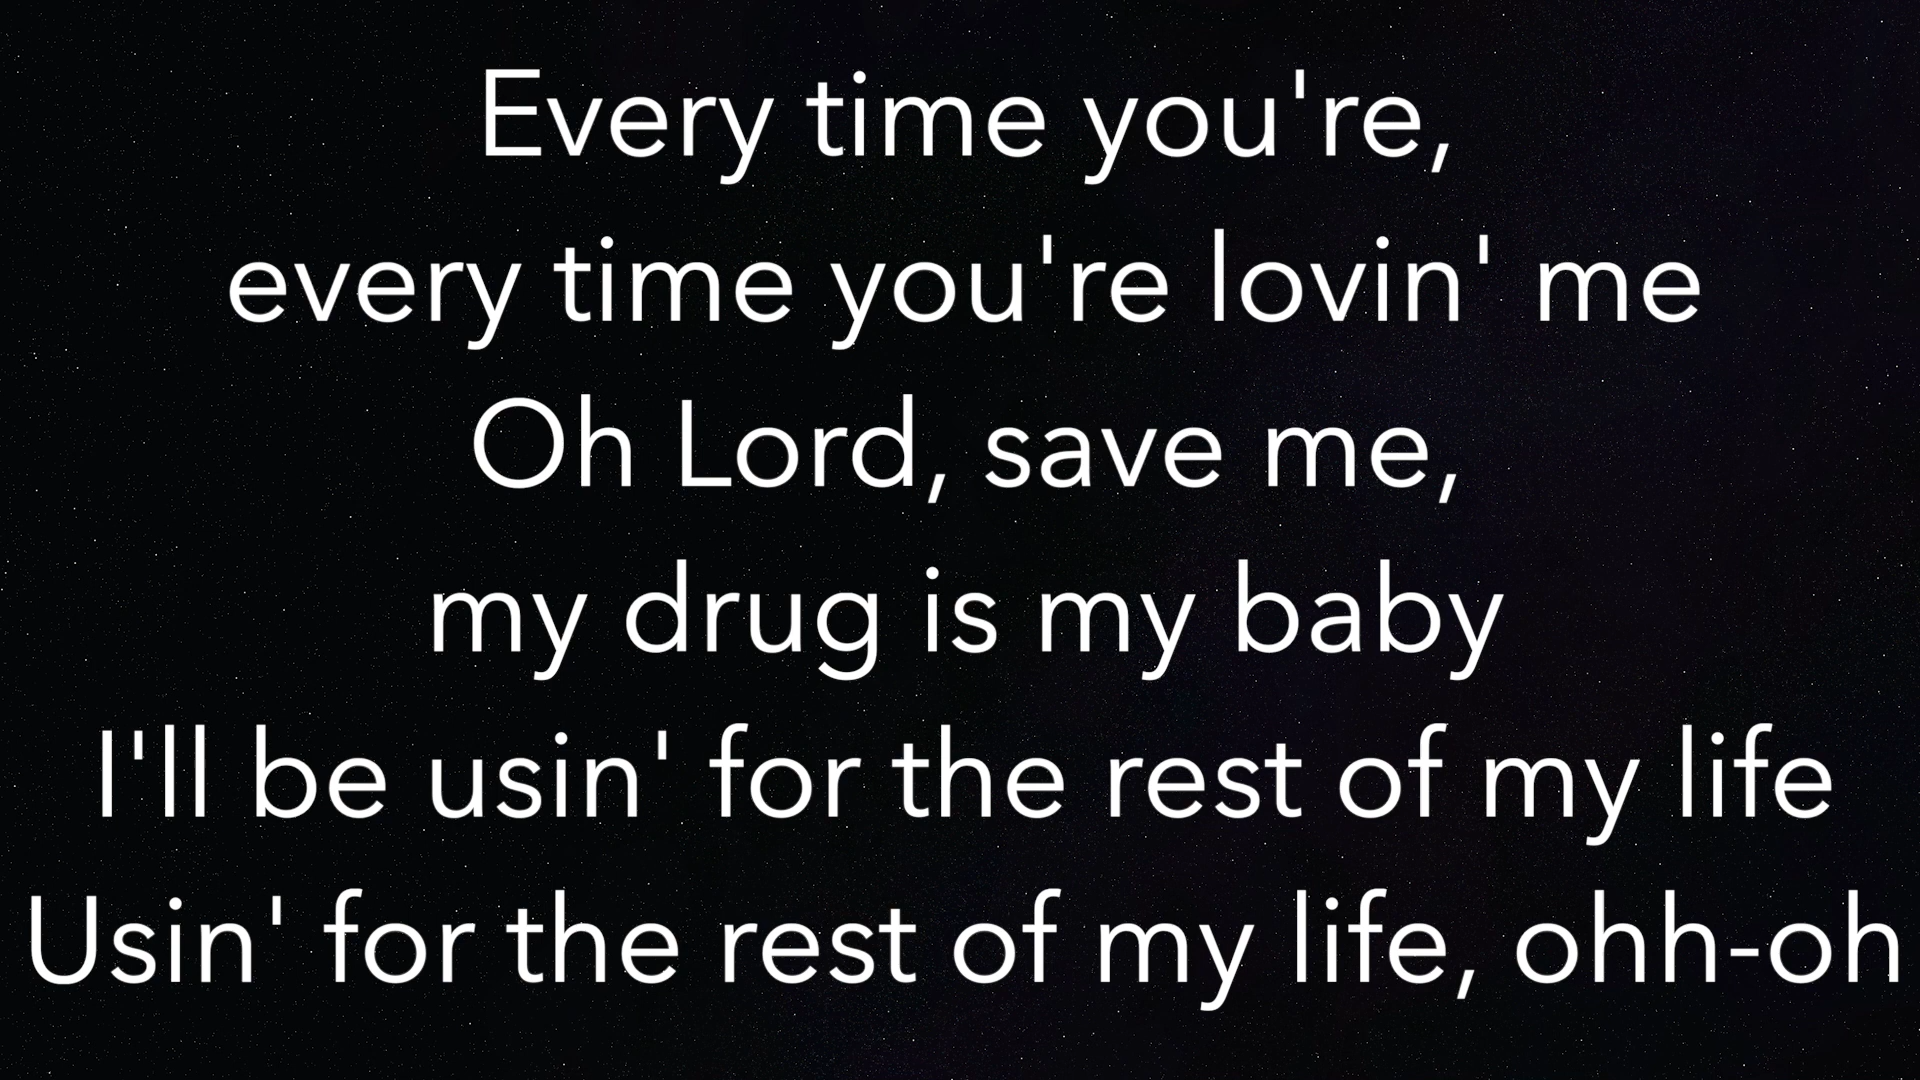 Every time you're,
every time you're lovin' me
Oh Lord, save me,
my drug is my baby
I'll be usin' for the rest of my life
Usin' for the rest of my life, ohh-oh